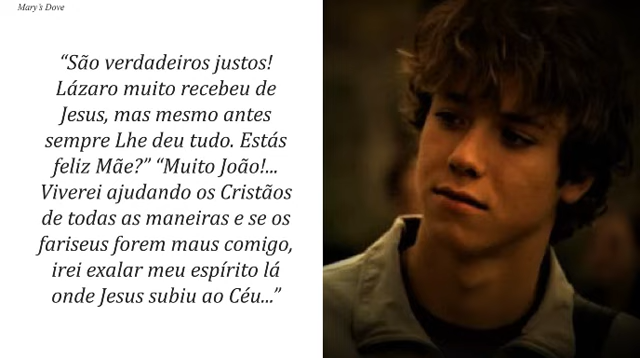 Mary's Dove
“São verdadeiros justos!
Lázaro muito recebeu de
Jesus, mas mesmo antes
sempre Lhe deu tudo. Estás
feliz Mãe?” “Muito João!...
Viverei ajudando os Cristãos
de todas as maneiras e se os
fariseus forem maus comigo,
irei exalar meu espírito lá
onde Jesus subiu ao Céu...”